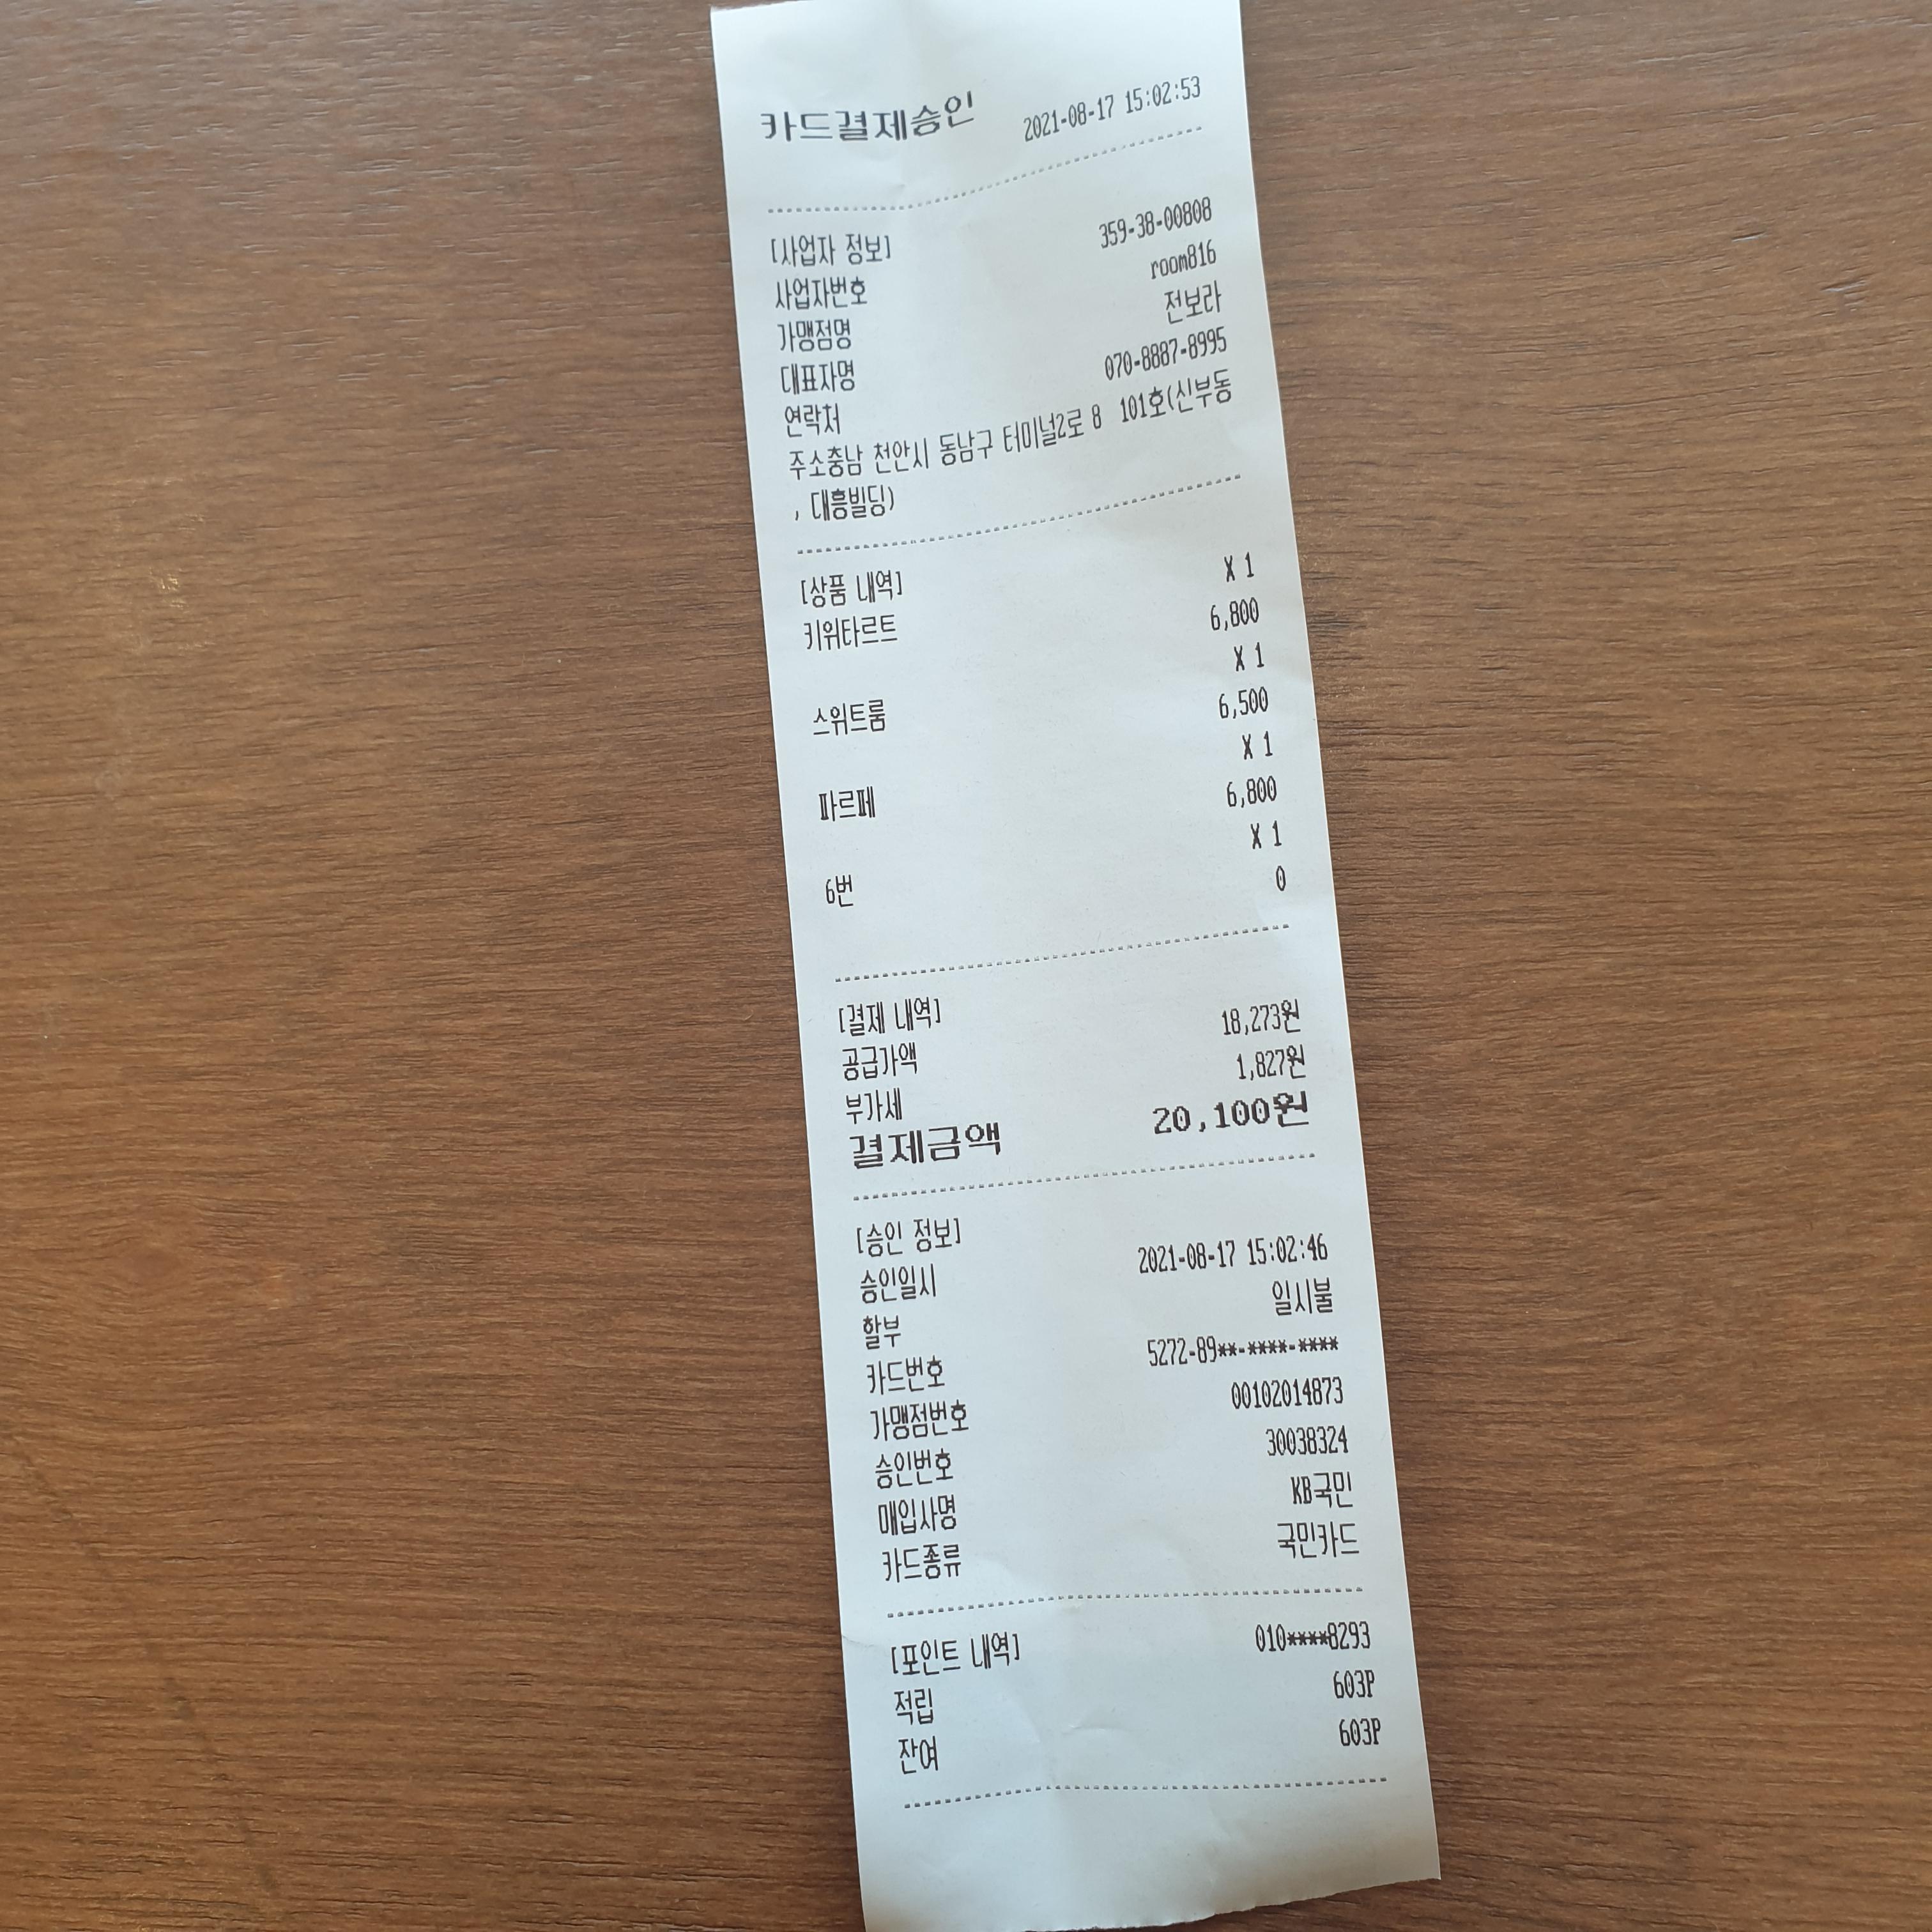 카드결제승인 2021-08-17 15:02:53
[사업자 정보]
사업자번호 359-38-00808
가맹점명 room816
대표자명 전보라
연락처 070-8887-8995
주소충남 천안시 동남구 터미널2로 8 101호(신부동
, 대흥빌딩)
[상품 내역]
키위타르트 X 1
6,800
스위트룸 X 1
6,500
파르페 X 1
6,800
6번 X 1
0
[결제 내역]
공급가액 18,273원
부가세 1,827원
결제금액 20,100원
[승인 정보]
승인일시 2021-08-17 15:02:46
할부 일시불
카드번호 5272-89**-****-****
가맹점번호 00102014873
승인번호 30038324
매입사명 KB국민
카드종류 국민카드
[포인트 내역] 010****8293
적립 603P
잔여 603P